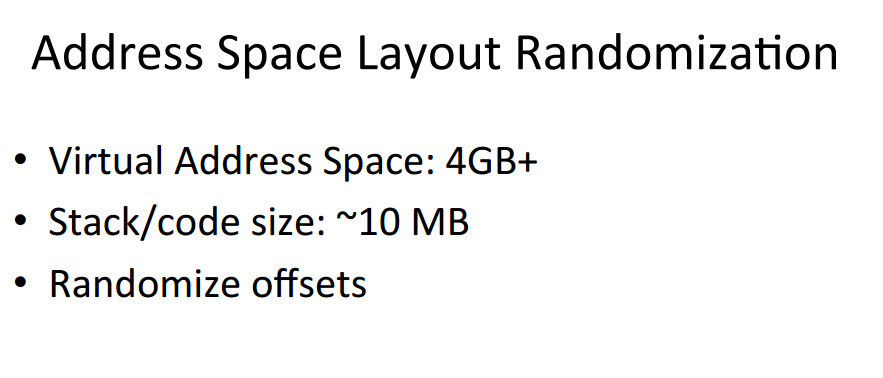 Address Space Layout Randomization
• Virtual Address Space: 4GB+
• Stack/code size: ~10 MB
• Randomize offsets